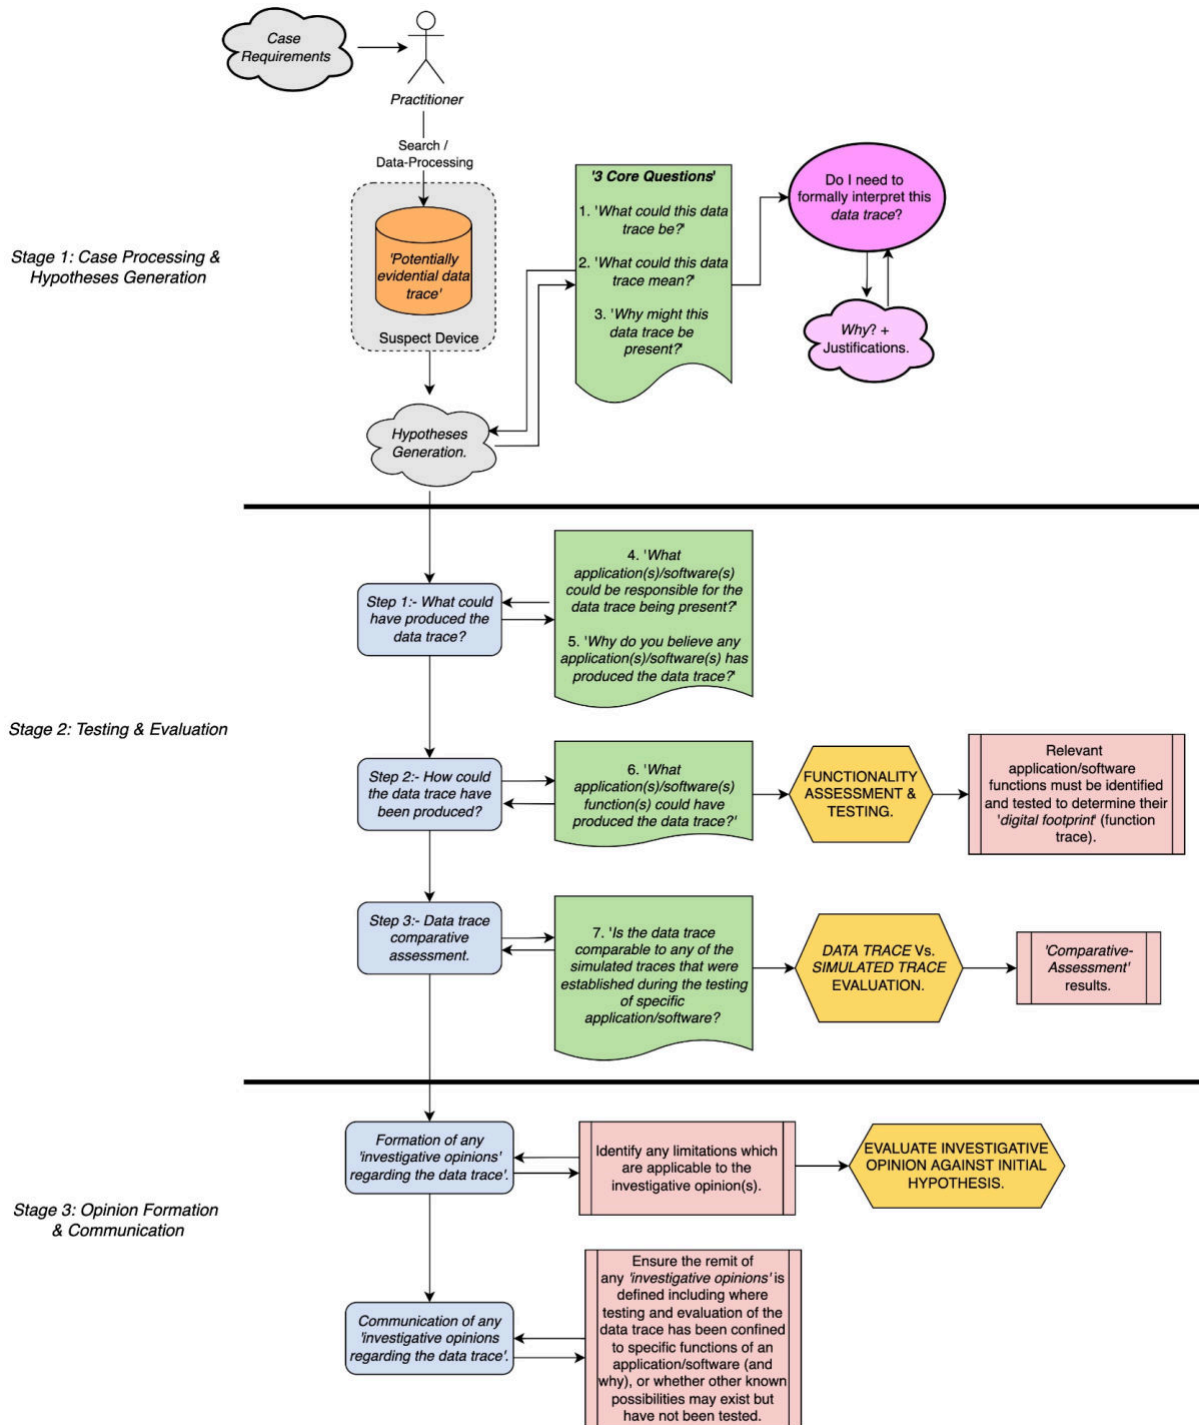 Case
Requirements
Practitioner
Search /
Data-Processing
'Potentially
evidential data
trace'
Suspect Device
Hypotheses
Generation.
'3 Core Questions'
1. 'What could this data
trace be?'
2. 'What could this data
trace mean?'
3. 'Why might this
data trace be
present?'
Do I need to
formally interpret this
data trace?
Why? +
Justifications.
Stage 1: Case Processing &
Hypotheses Generation
Step 1:- What could
have produced the
data trace?
4. 'What
application(s)/software(s)
could be responsible for the
data trace being present?'
5. 'Why do you believe any
application(s)/software(s) has
produced the data trace?'
Stage 2: Testing & Evaluation
Step 2:- How could
the data trace have
been produced?
6. 'What
application(s)/software(s)
function(s) could have
produced the data trace?'
FUNCTIONALITY
ASSESSMENT &
TESTING.
Relevant
application/software
functions must be identified
and tested to determine their
'digital footprint' (function
trace).
Step 3:- Data trace
comparative
assessment.
7. 'Is the data trace
comparable to any of the
simulated traces that were
established during the testing
of specific
application/software?
DATA TRACE Vs.
SIMULATED TRACE
EVALUATION.
'Comparative-
Assessment'
results.
Stage 3: Opinion Formation
& Communication
Formation of any
'investigative opinions'
regarding the data trace'.
Identify any limitations which
are applicable to the
investigative opinion(s).
EVALUATE INVESTIGATIVE
OPINION AGAINST INITIAL
HYPOTHESIS.
Communication of any
'investigative opinions
regarding the data trace'.
Ensure the remit of
any 'investigative opinions' is
defined including where
testing and evaluation of the
data trace has been confined
to specific functions of an
application/software (and
why), or whether other known
possibilities may exist but
have not been tested.